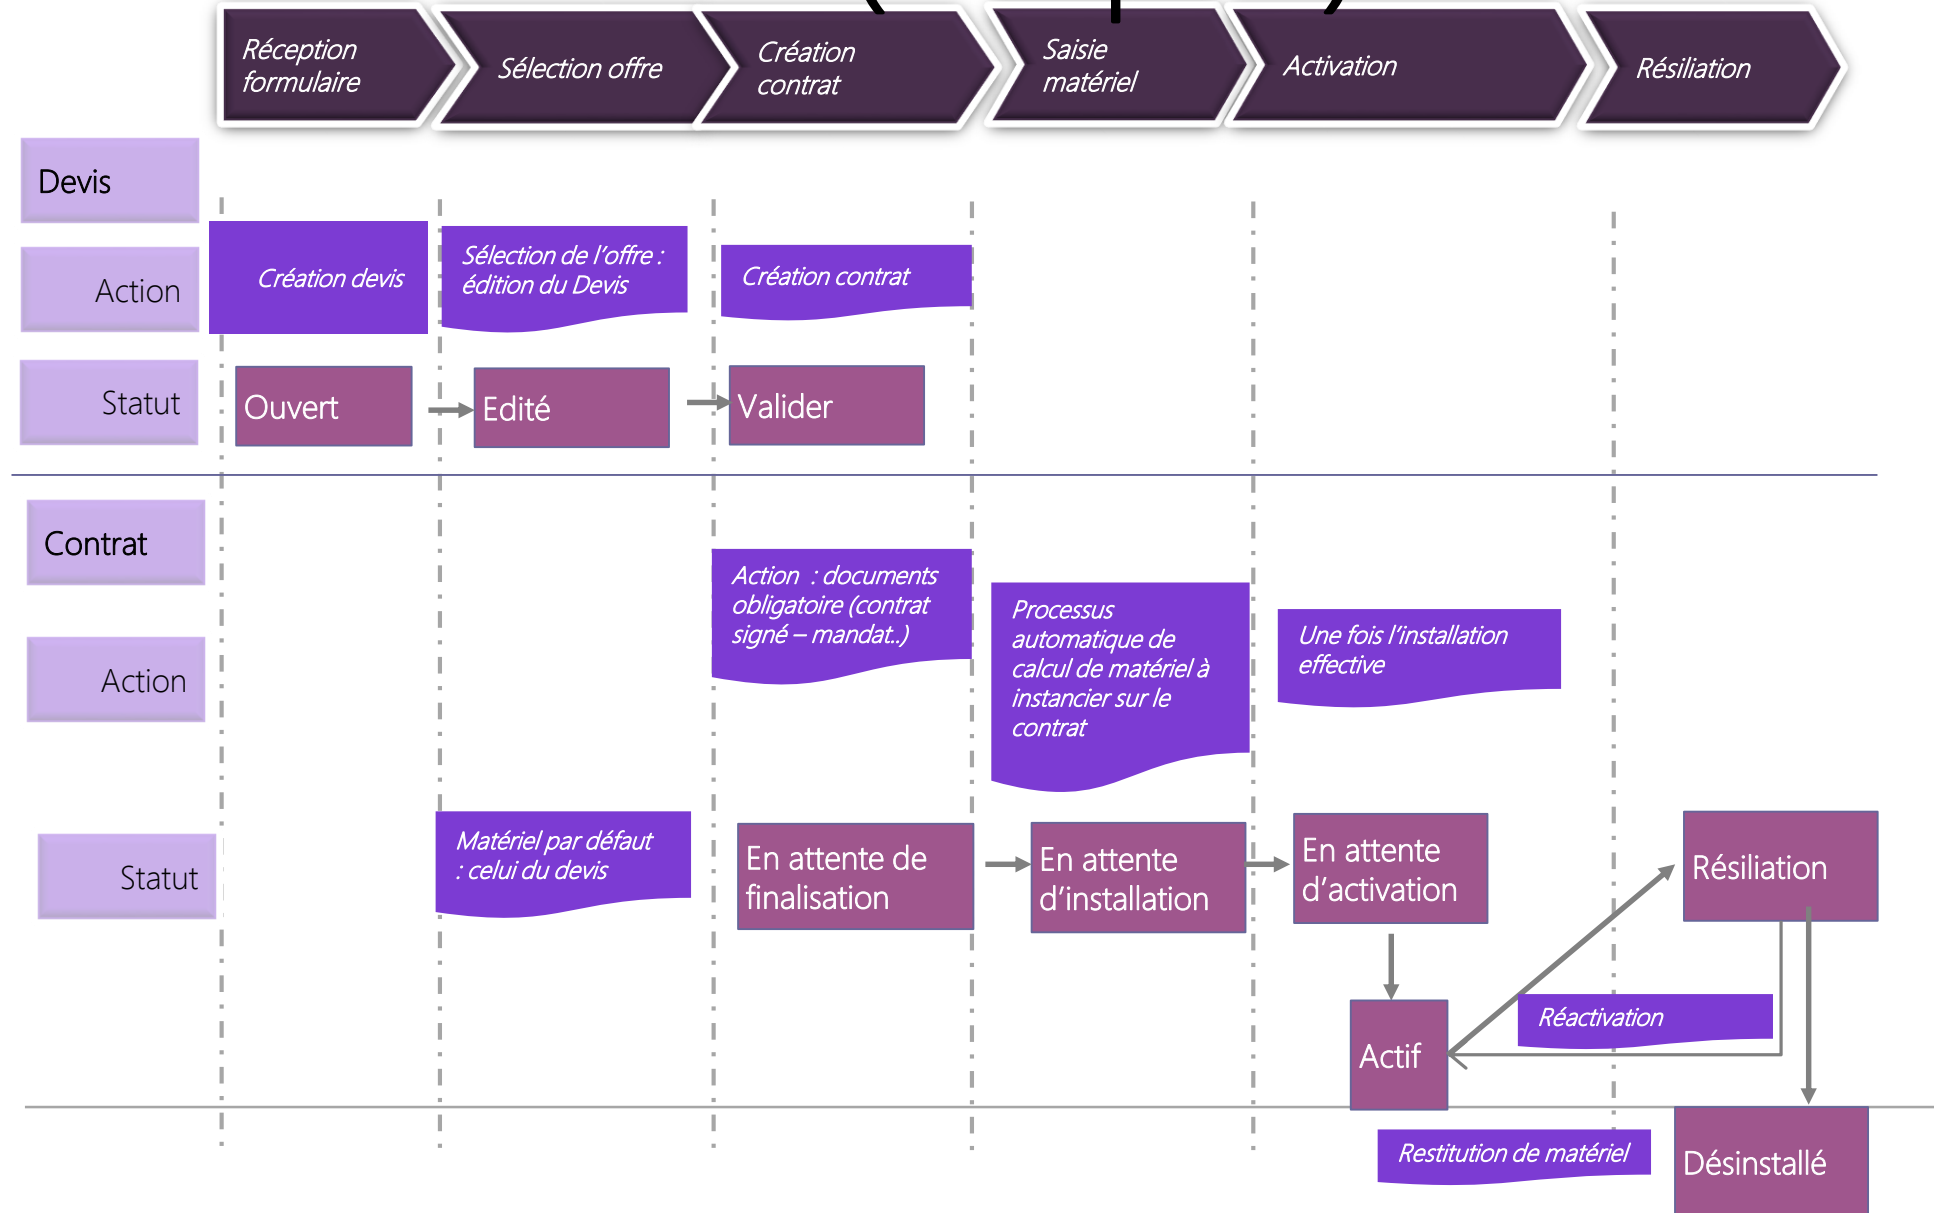 Réception
formulaire
Sélection offre
Création
contrat
Saisie
matériel
Activation
Résiliation
Devis
Action
Création devis
Sélection de l’offre :
édition du Devis
Création contrat
Statut
Ouvert
Edité
Valider
Contrat
Action
Action  : documents
obligatoire (contrat
signé – mandat..)
Processus
automatique de
calcul de matériel à
instancier sur le
contrat
Une fois l’installation
effective
Statut
Matériel par défaut
: celui du devis
En attente de
finalisation
En attente
d’installation
En attente
d’activation
Résiliation
Actif
Réactivation
Restitution de matériel
Désinstallé